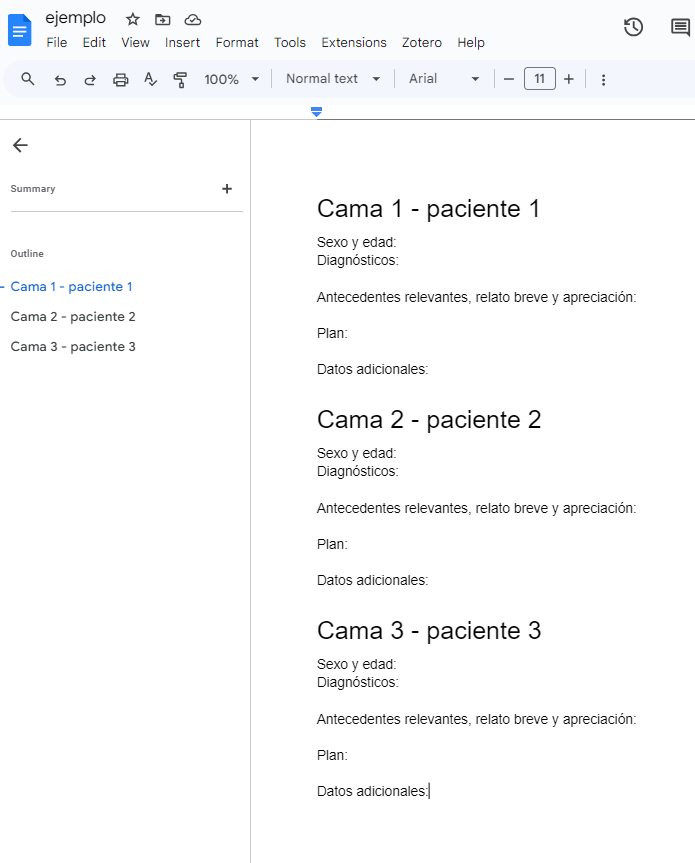 ejemplo
File Edit View Insert Format Tools Extensions Zotero Help
100% Normal text Arial 11
Summary
Outline
Cama 1 - paciente 1
Cama 2 - paciente 2
Cama 3 - paciente 3
Cama 1 - paciente 1
Sexo y edad:
Diagnósticos:
Antecedentes relevantes, relato breve y apreciación:
Plan:
Datos adicionales:
Cama 2 - paciente 2
Sexo y edad:
Diagnósticos:
Antecedentes relevantes, relato breve y apreciación:
Plan:
Datos adicionales:
Cama 3 - paciente 3
Sexo y edad:
Diagnósticos:
Antecedentes relevantes, relato breve y apreciación:
Plan:
Datos adicionales: